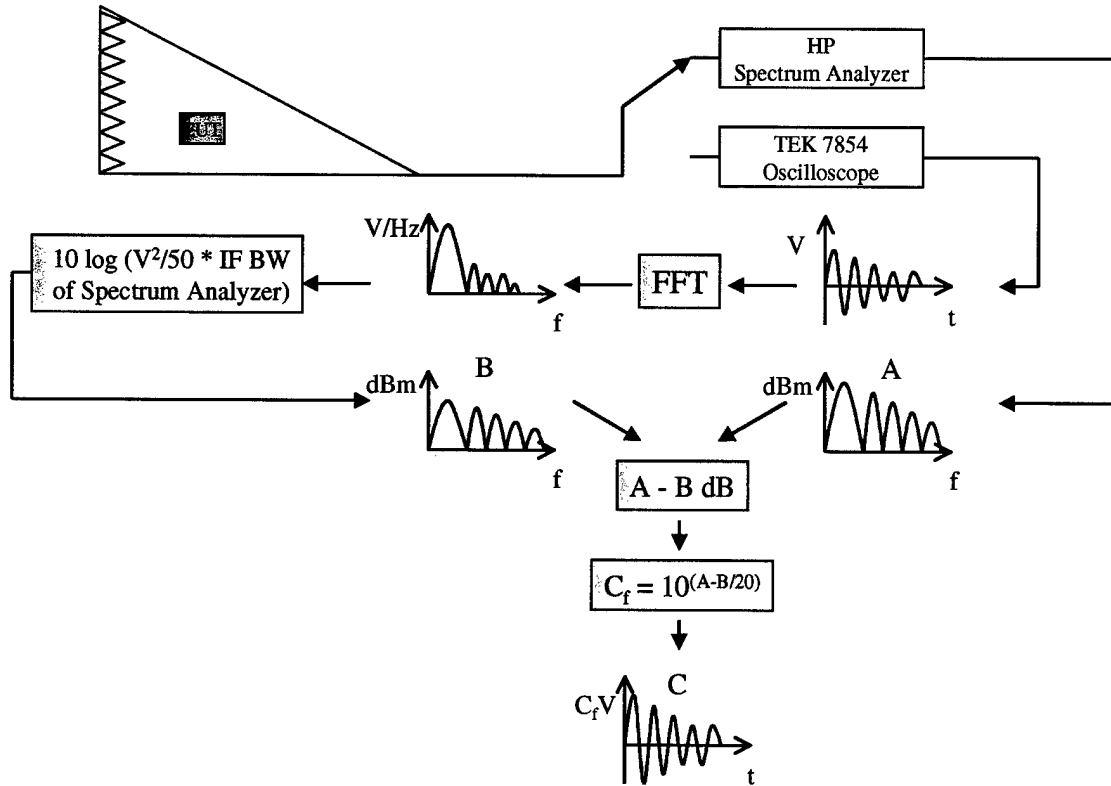 HP
Spectrum Analyzer
TEK 7854
Oscilloscope
V/Hz
f
V
t
10 log (V²/50 * IF BW
of Spectrum Analyzer)
FFT
B
dBm
f
A
dBm
f
A - B dB
C_f = 10^(A-B/20)
C
C_fV
t